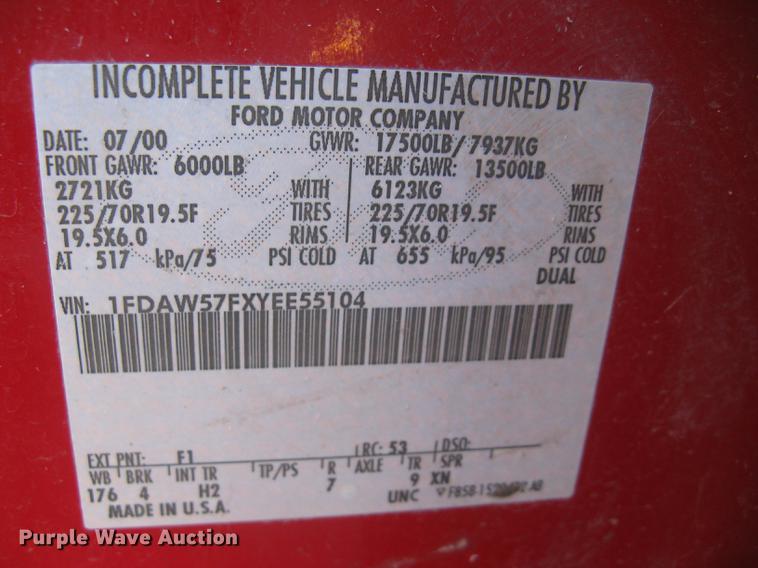 INCOMPLETE VEHICLE MANUFACTURED BY
FORD MOTOR COMPANY
DATE: 07/00 GVWR: 17500LB/ 7937KG
FRONT GAWR: 6000LB REAR GAWR: 13500LB
2721KG WITH 6123KG WITH
225/70R19.5F TIRES 225/70R19.5F TIRES
19.5X6.0 RIMS 19.5X6.0 RIMS
AT 517 kPa/75 PSI COLD AT 655 kPa/95 PSI COLD
DUAL
VIN: 1FDAW57FXYEE55104
EXT PNT: F1 RC: 53 DSO:
WB BRK INT TR TP/PS R AXLE TR SPR
176 4 H2 7 9 XN
MADE IN U.S.A. UNC
Purple Wave Auction